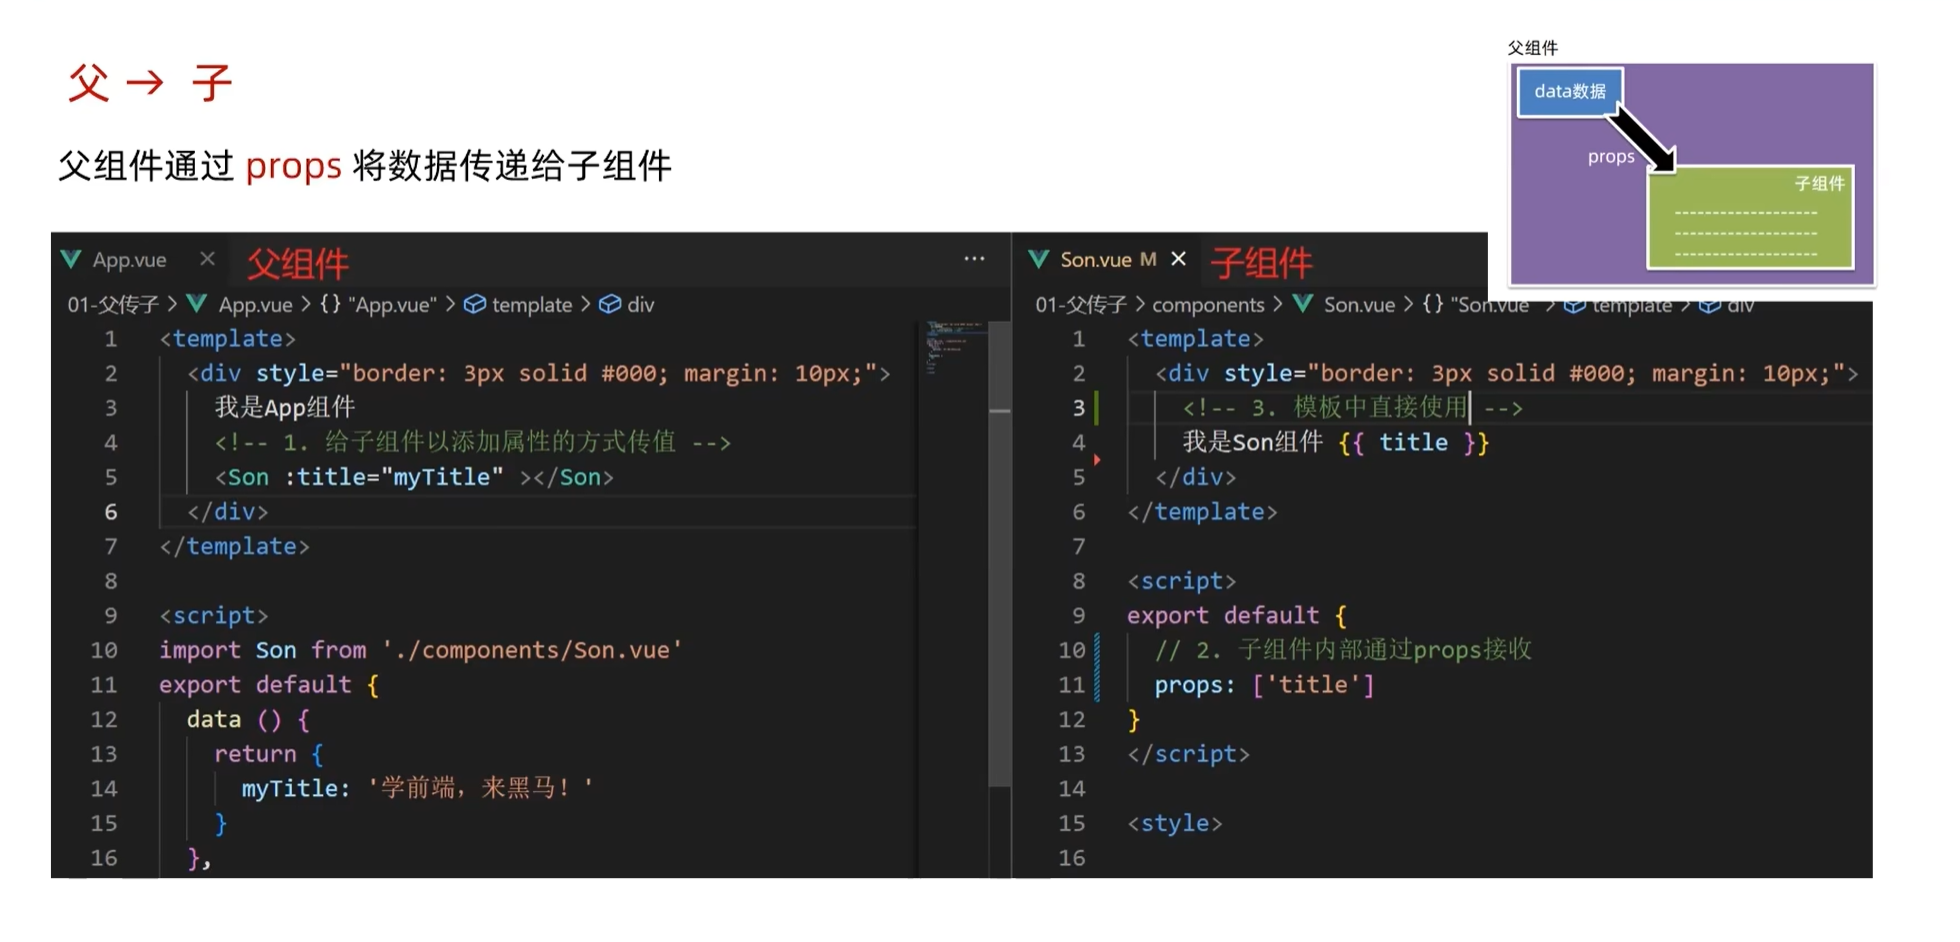 父 → 子
父组件通过 props 将数据传递给子组件
父组件
data数据
props
子组件
App.vue
父组件
01-父传子 > App.vue > {} "App.vue" > template > div
1 <template>
2 <div style="border: 3px solid #000; margin: 10px;">
3 我是App组件
4 <!-- 1. 给子组件以添加属性的方式传值 -->
5 <Son :title="myTitle" ></Son>
6 </div>
7 </template>
8
9 <script>
10 import Son from './components/Son.vue'
11 export default {
12 data () {
13 return {
14 myTitle: '学前端，来黑马！'
15 }
16 },
Son.vue M
子组件
01-父传子 > components > Son.vue > {} "Son.vue > template > div
1 <template>
2 <div style="border: 3px solid #000; margin: 10px;">
3 <!-- 3. 模板中直接使用 -->
4 我是Son组件 {{ title }}
5 </div>
6 </template>
7
8 <script>
9 export default {
10 // 2. 子组件内部通过props接收
11 props: ['title']
12 }
13 </script>
14
15 <style>
16